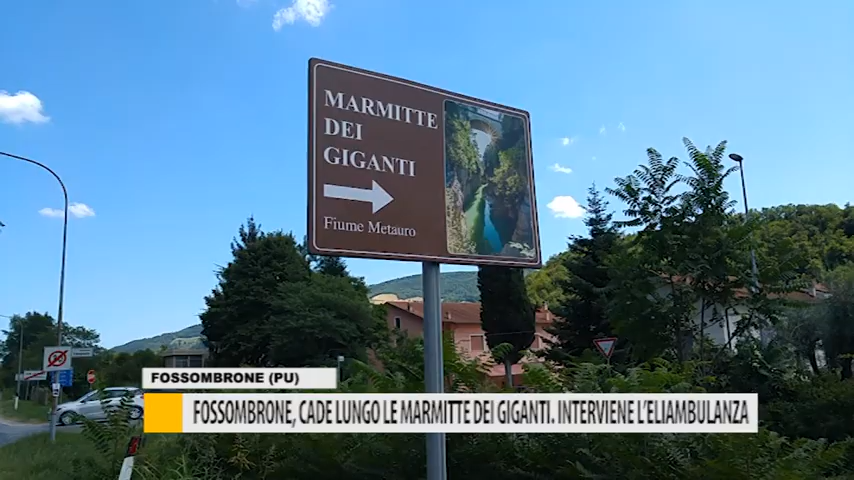 MARMITTE
DEI
GIGANTI
Fiume Metauro
FOSSOMBRONE (PU)
FOSSOMBRONE, CADE LUNGO LE MARMITTE DEI GIGANTI. INTERVIENE L'ELIAMBULANZA